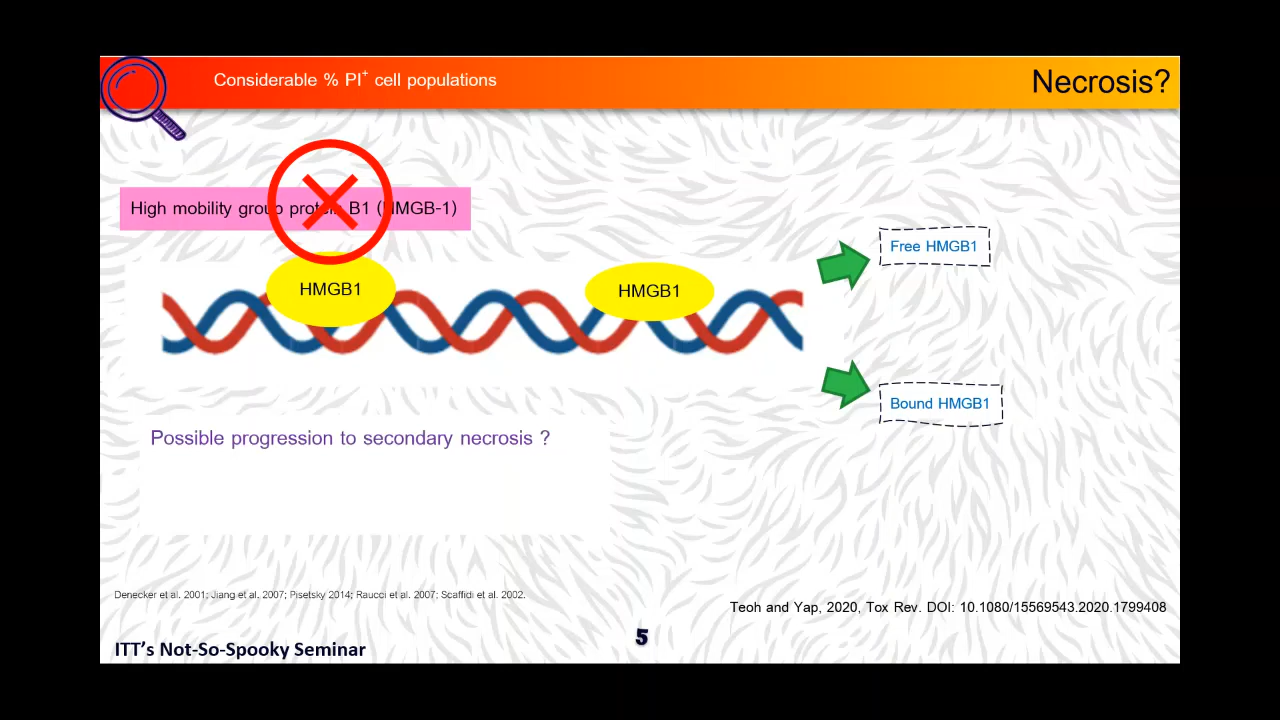 Considerable % PI⁺ cell populations
Necrosis?
High mobility group protein B1 (HMGB-1)
HMGB1
HMGB1
Free HMGB1
Bound HMGB1
Possible progression to secondary necrosis ?
Denecker et al. 2001; Jiang et al. 2007; Pisetsky 2014; Raucci et al. 2007; Scaffidi et al. 2002.
Teoh and Yap, 2020, Tox Rev. DOI: 10.1080/15569543.2020.1799408
ITT's Not-So-Spooky Seminar
5